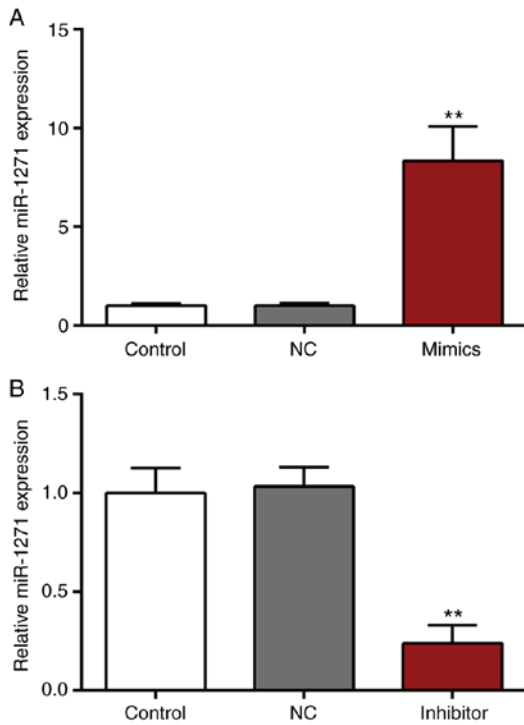 A
Relative miR-1271 expression
15
10
5
0
**
Control
NC
Mimics
B
Relative miR-1271 expression
1.5
1.0
0.5
0.0
**
Control
NC
Inhibitor